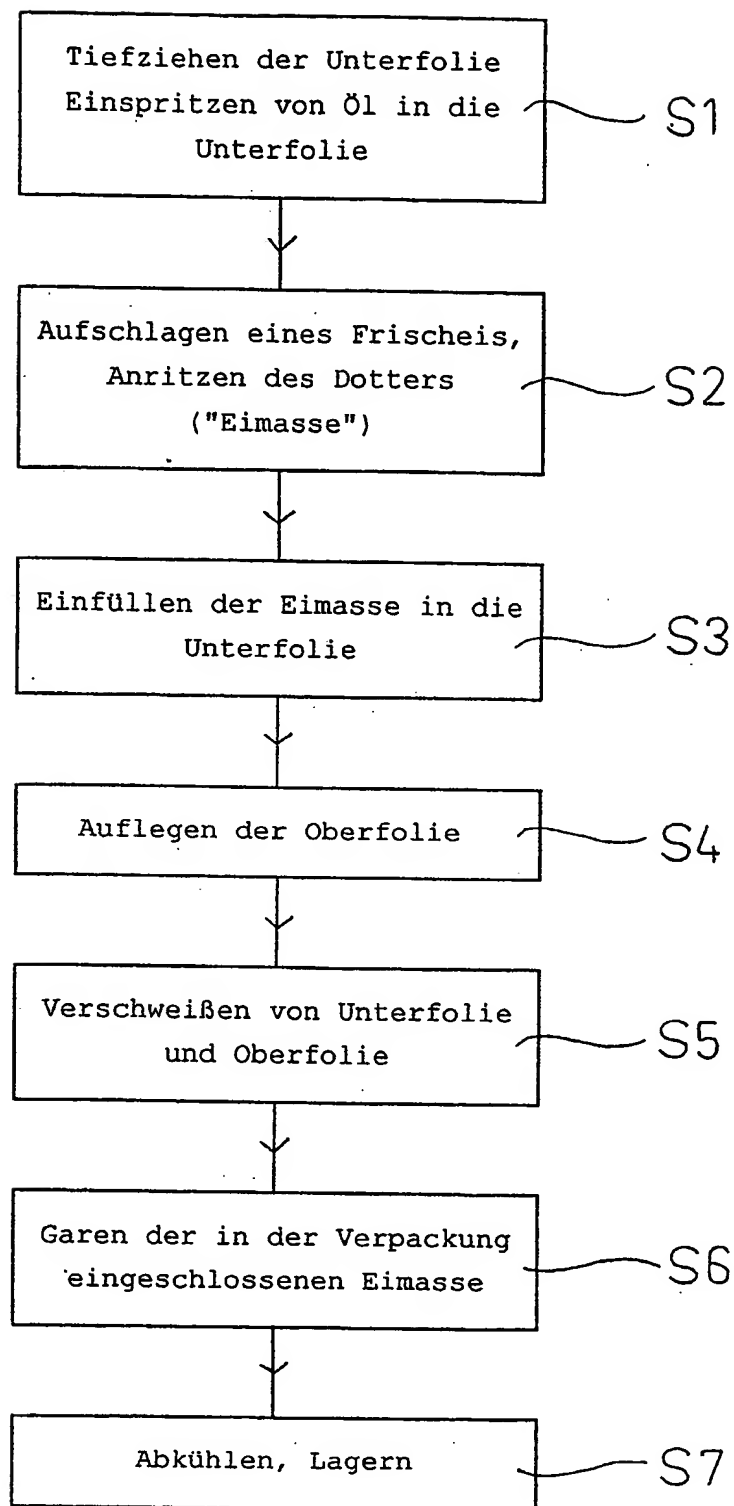 Tiefziehen der Unterfolie
Einspritzen von Öl in die
Unterfolie
S1
Aufschlagen eines Frischeis,
Anritzen des Dotters
("Eimasse")
S2
Einfüllen der Eimasse in die
Unterfolie
S3
Auflegen der Oberfolie
S4
Verschweißen von Unterfolie
und Oberfolie
S5
Garen der in der Verpackung
eingeschlossenen Eimasse
S6
Abkühlen, Lagern
S7